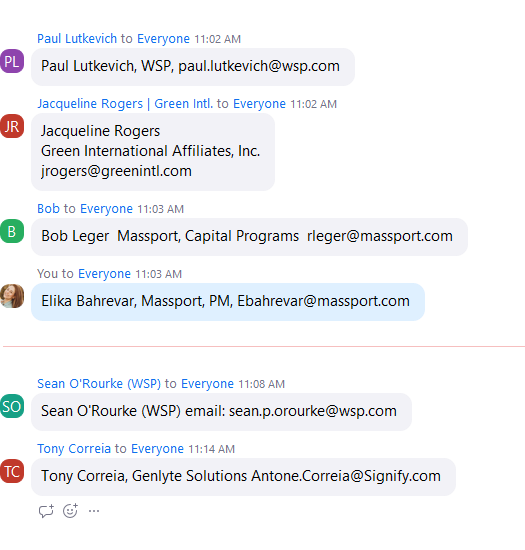 Paul Lutkevich to Everyone 11:02 AM
PL
Paul Lutkevich, WSP, paul.lutkevich@wsp.com
Jacqueline Rogers | Green Intl. to Everyone 11:02 AM
JR
Jacqueline Rogers
Green International Affiliates, Inc.
jrogers@greenintl.com
Bob to Everyone 11:03 AM
B
Bob Leger  Massport, Capital Programs  rleger@massport.com
You to Everyone 11:03 AM
Elika Bahrevar, Massport, PM, Ebahrevar@massport.com
Sean O'Rourke (WSP) to Everyone 11:08 AM
SO
Sean O'Rourke (WSP) email: sean.p.orourke@wsp.com
Tony Correia to Everyone 11:14 AM
TC
Tony Correia, Genlyte Solutions Antone.Correia@Signify.com